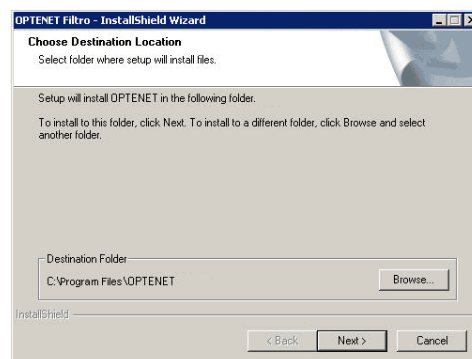 OPTENET Filtro - InstallShield Wizard
Choose Destination Location
Select folder where setup will install files.
Setup will install OPTENET in the following folder.
To install to this folder, click Next. To install to a different folder, click Browse and select
another folder.
Destination Folder
C:\Program Files\OPTENET
Browse...
InstallShield
< Back
Next >
Cancel